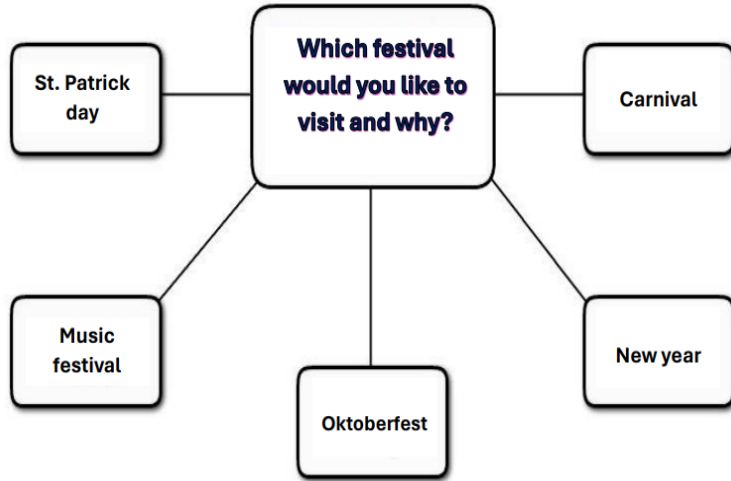 Which festival
would you like to
visit and why?
St. Patrick
day
Carnival
Music
festival
New year
Oktoberfest